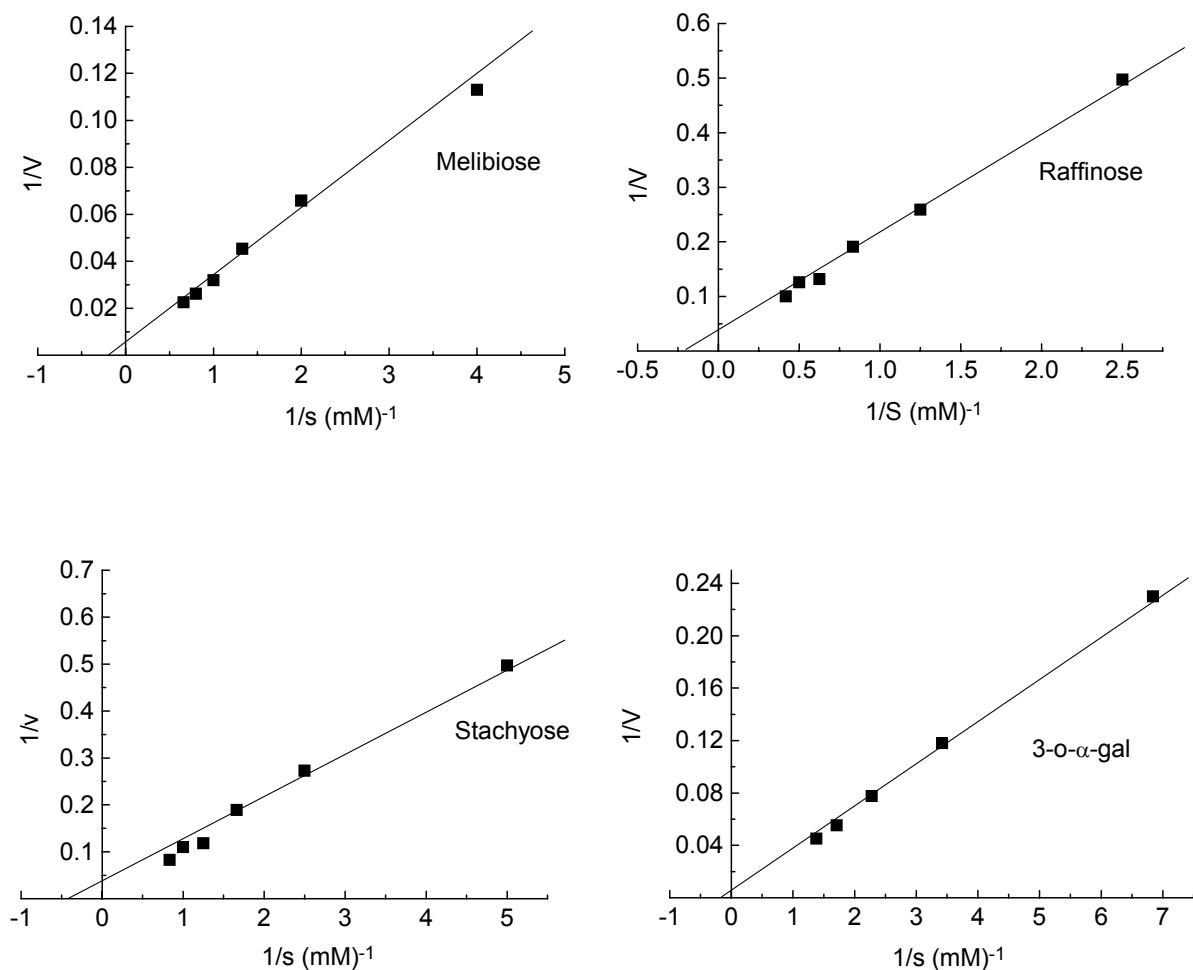 0.14
0.12
0.10
0.08
0.06
0.04
0.02
1/V
Melibiose
-1 0 1 2 3 4 5
1/s (mM)-1
0.6
0.5
0.4
0.3
0.2
0.1
1/V
Raffinose
-0.5 0.0 0.5 1.0 1.5 2.0 2.5
1/S (mM)-1
0.7
0.6
0.5
0.4
0.3
0.2
0.1
1/v
Stachyose
-1 0 1 2 3 4 5
1/s (mM)-1
0.24
0.20
0.16
0.12
0.08
0.04
1/V
3-o-α-gal
-1 0 1 2 3 4 5 6 7
1/s (mM)-1